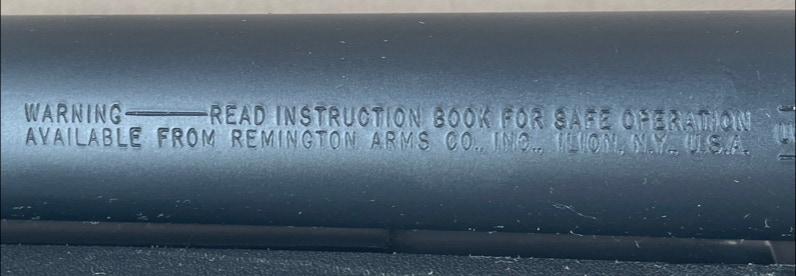 WARNING——READ INSTRUCTION BOOK FOR SAFE OPERATION
AVAILABLE FROM REMINGTON ARMS CO., INC., ILION, N.Y., U.S.A.